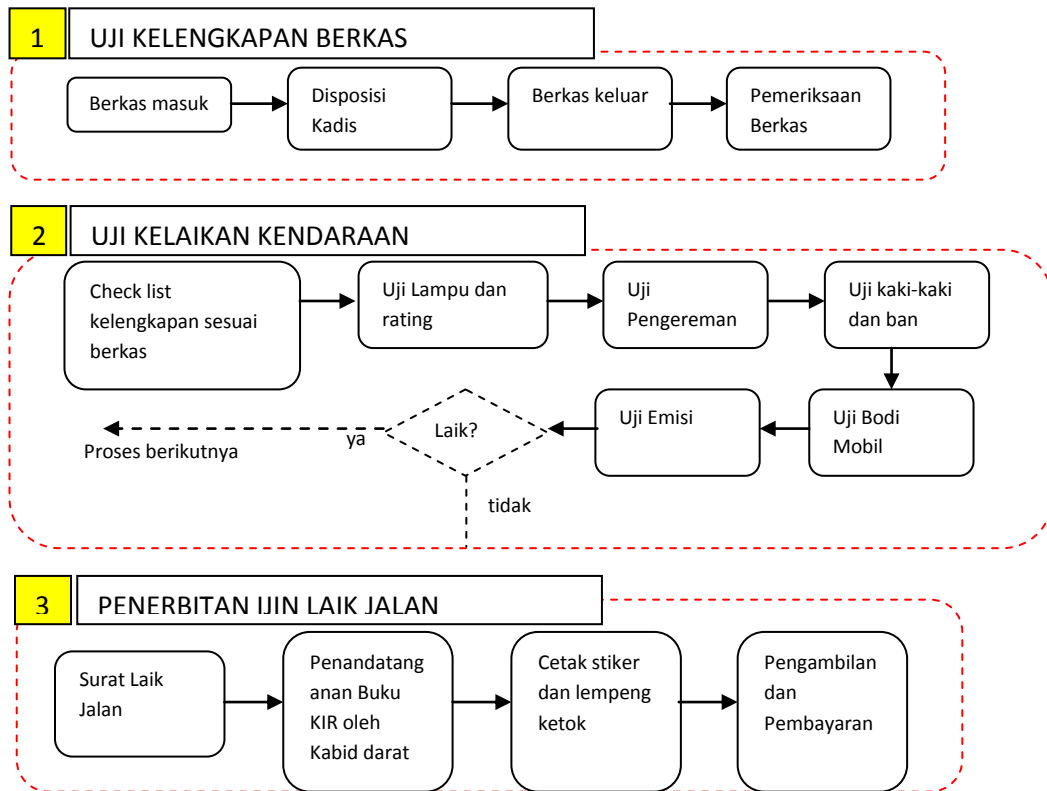 1
UJI KELENGKAPAN BERKAS
Berkas masuk
Disposisi
Kadis
Berkas keluar
Pemeriksaan
Berkas
2
UJI KELAIKAN KENDARAAN
Check list
kelengkapan sesuai
berkas
Uji Lampu dan
rating
Uji
Pengereman
Uji kaki-kaki
dan ban
Uji Bodi
Mobil
Uji Emisi
Laik?
ya
Proses berikutnya
tidak
3
PENERBITAN IJIN LAIK JALAN
Surat Laik
Jalan
Penandatang
anan Buku
KIR oleh
Kabid darat
Cetak stiker
dan lempeng
ketok
Pengambilan
dan
Pembayaran